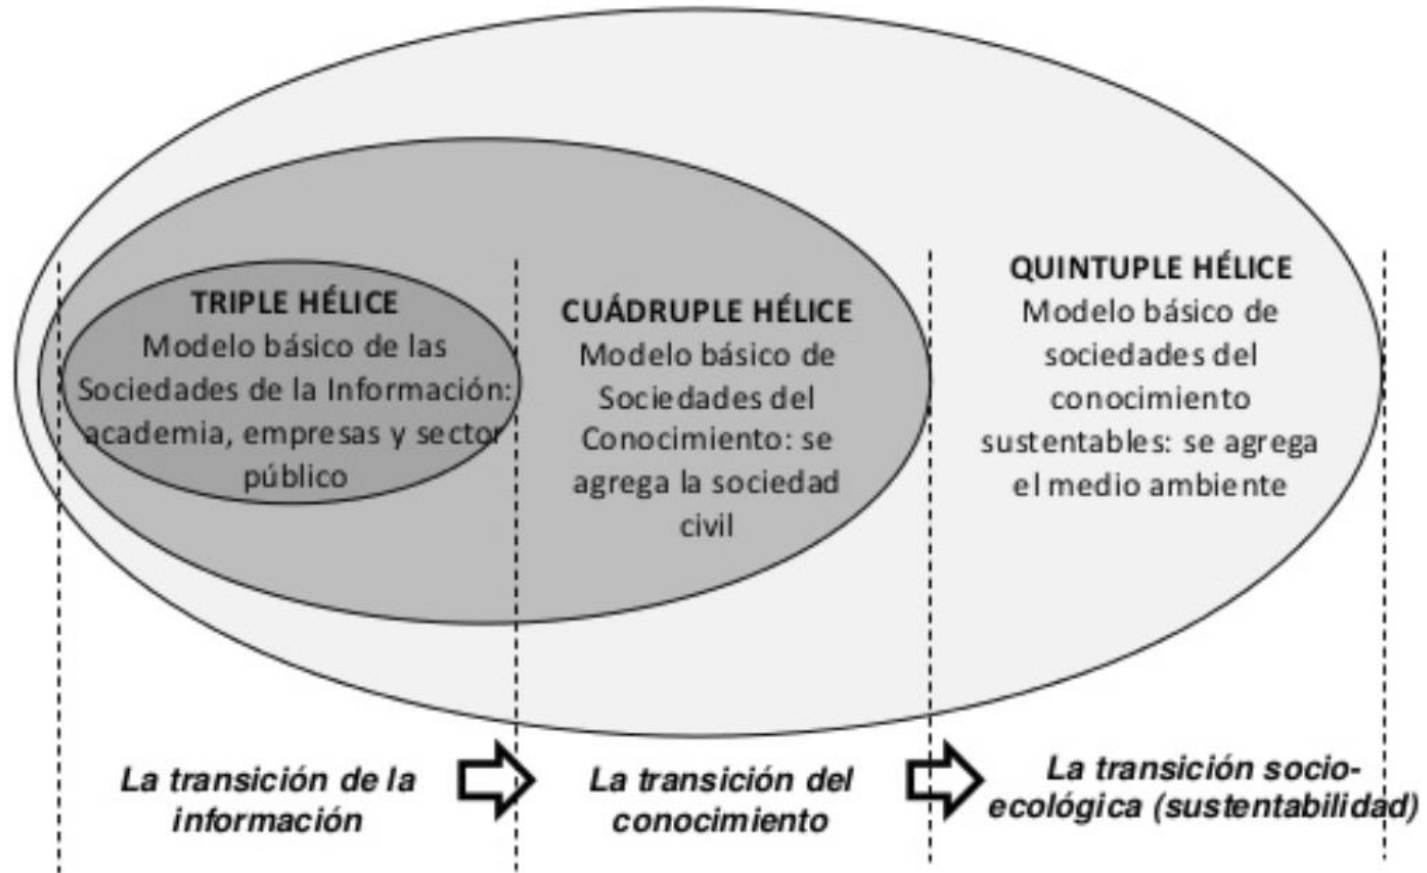 TRIPLE HÉLICE
Modelo básico de las
Sociedades de la Información:
academia, empresas y sector
público
CUÁDRUPLE HÉLICE
Modelo básico de
Sociedades del
Conocimiento: se
agrega la sociedad
civil
QUINTUPLE HÉLICE
Modelo básico de
sociedades del
conocimiento
sustentables: se agrega
el medio ambiente
La transición de la
información
La transición del
conocimiento
La transición socio-
ecológica (sustentabilidad)